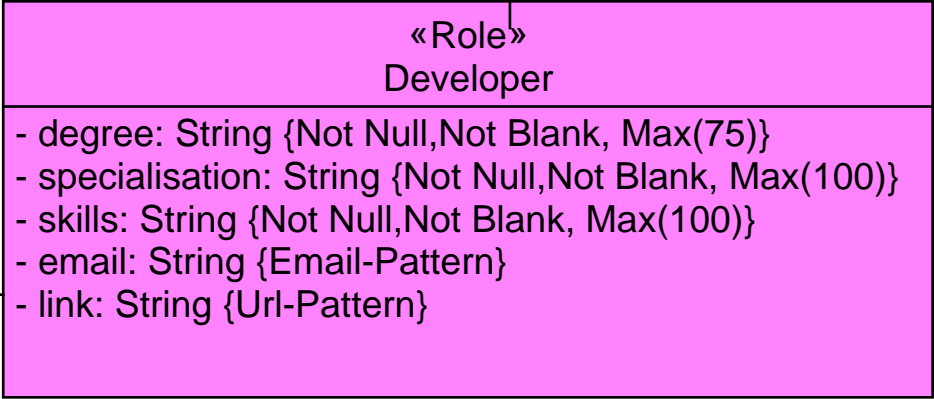 «Role»
Developer
- degree: String {Not Null,Not Blank, Max(75)}
- specialisation: String {Not Null,Not Blank, Max(100)}
- skills: String {Not Null,Not Blank, Max(100)}
- email: String {Email-Pattern}
- link: String {Url-Pattern}